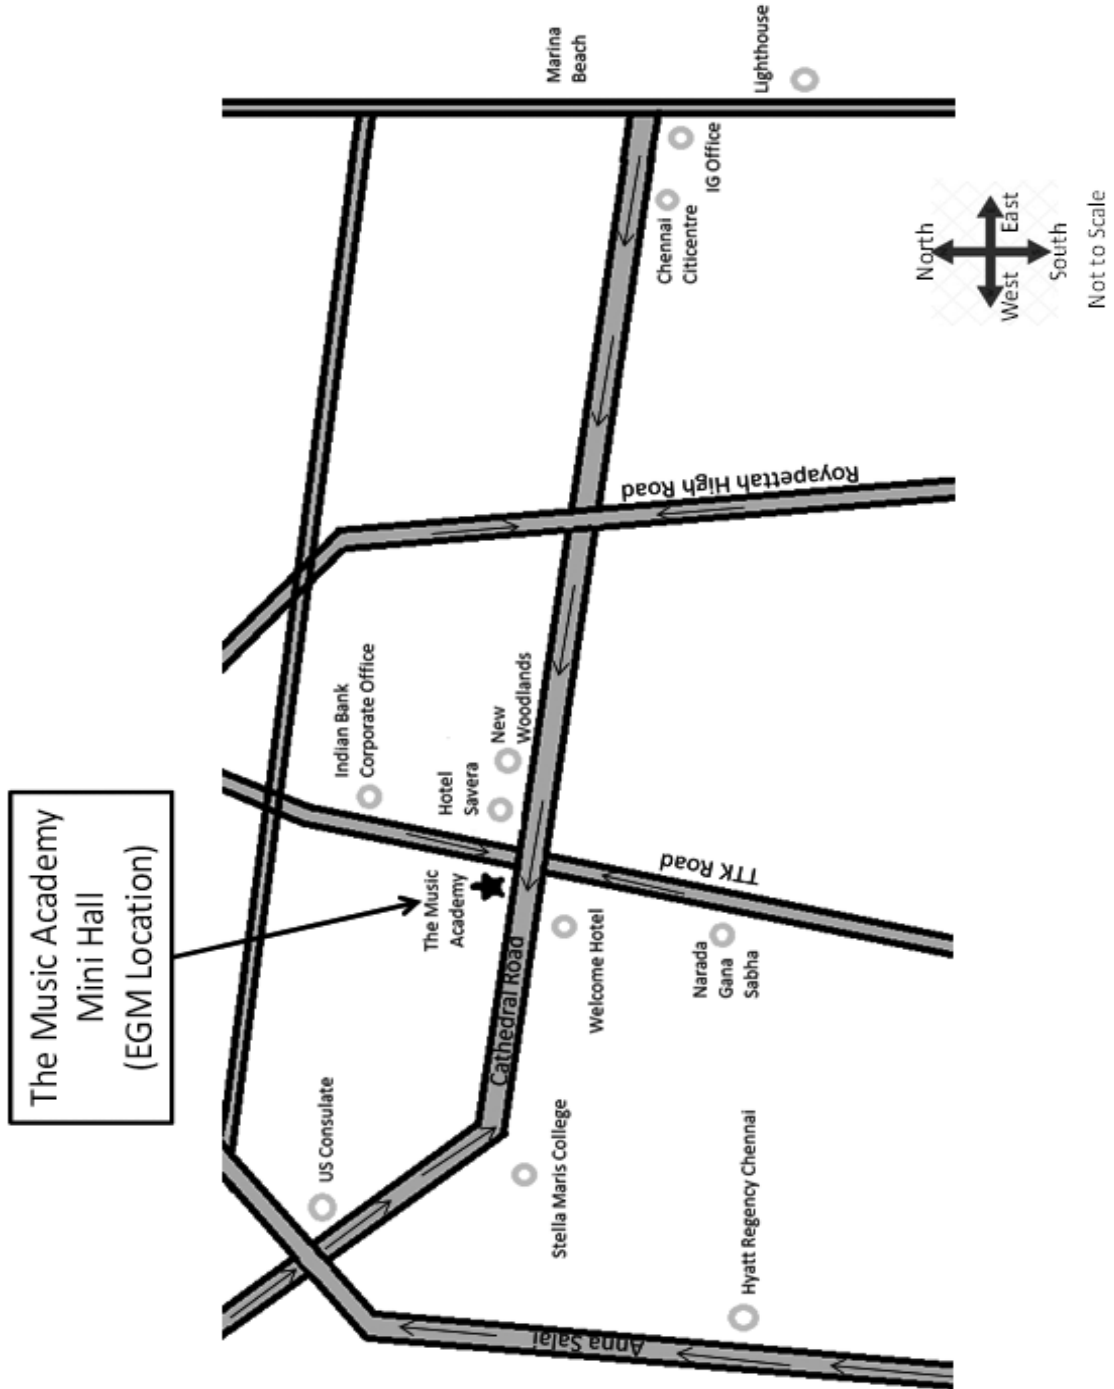 The Music Academy
Mini Hall
(EGM Location)
US Consulate
Stella Maris College
Hyatt Regency Chennai
Anna Salai
Cathedral Road
The Music
Academy
Welcome Hotel
Narada
Gana
Sabha
TTK Road
Hotel
Savera
New
Woodlands
Indian Bank
Corporate Office
Royapettah High Road
Chennai
Citicentre
IG Office
Marina
Beach
Lighthouse
North
West
East
South
Not to Scale